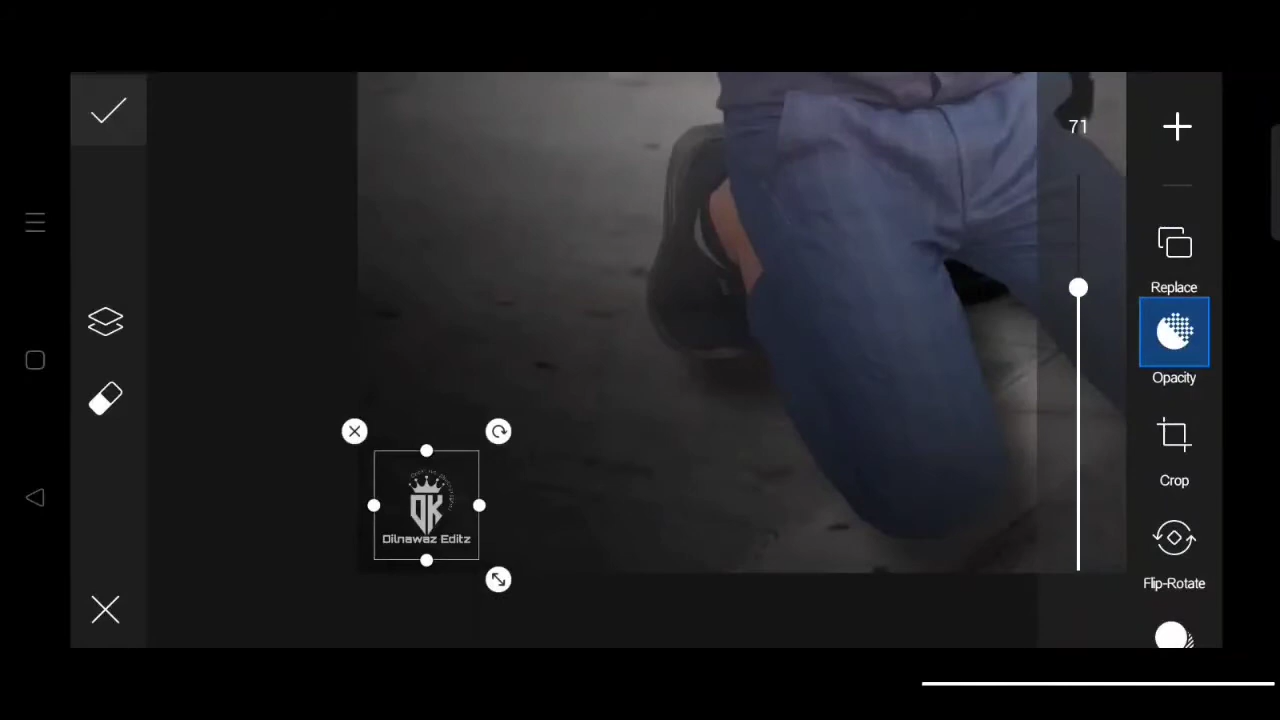 71
Replace
Opacity
Crop
Flip-Rotate
DK
Dilnawaz Editz